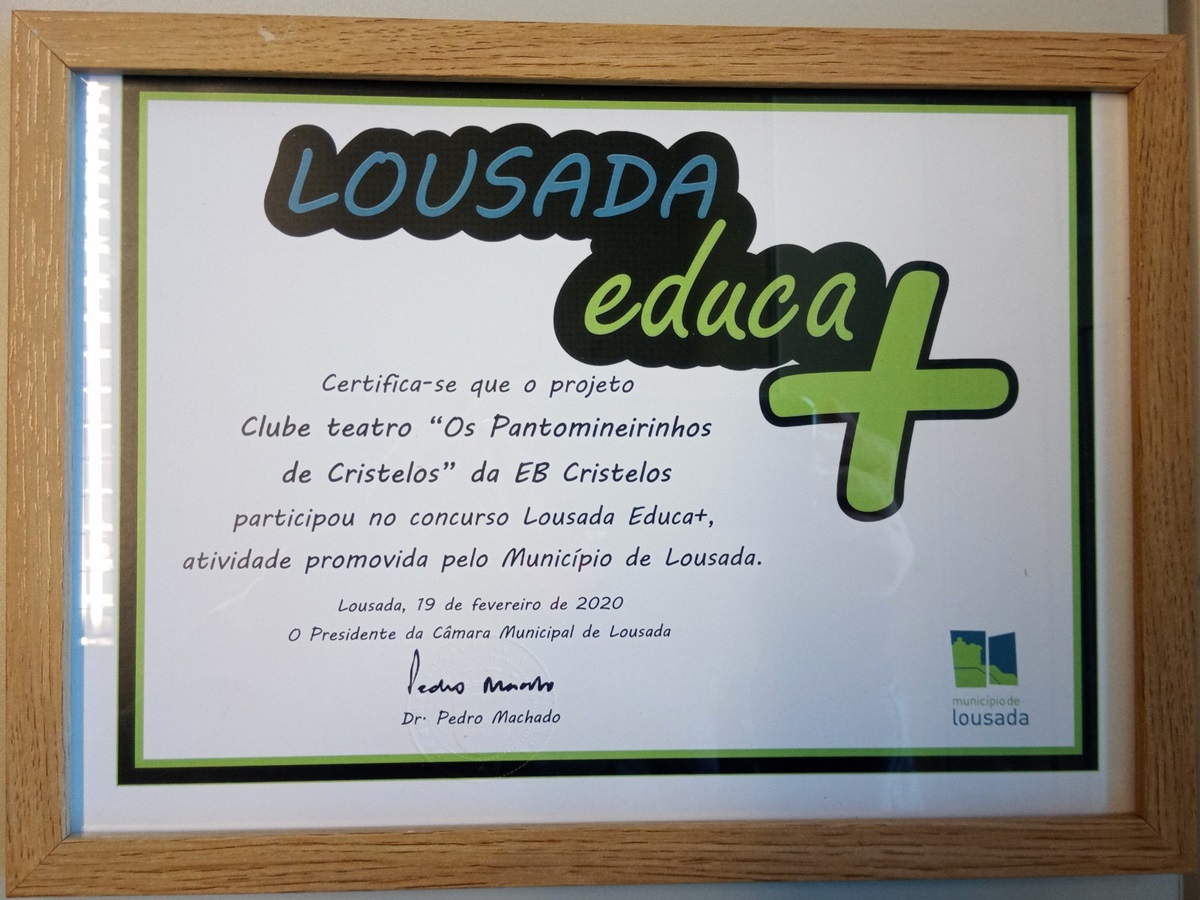 LOUSADA
educa
+
Certifica-se que o projeto
Clube teatro “Os Pantomineirinhos
de Cristelos” da EB Cristelos
participou no concurso Lousada Educa+,
atividade promovida pelo Município de Lousada.
Lousada, 19 de fevereiro de 2020
O Presidente da Câmara Municipal de Lousada
Pedro Machado
Dr. Pedro Machado
município de
lousada